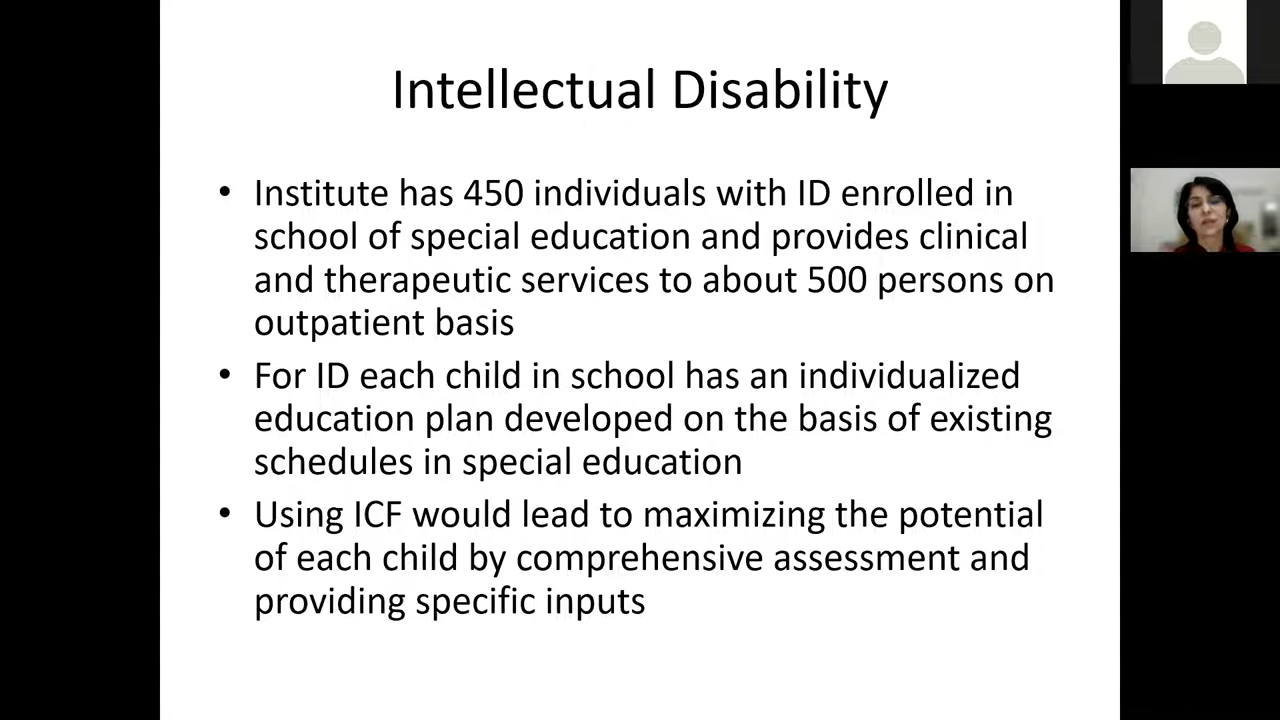 Intellectual Disability
• Institute has 450 individuals with ID enrolled in
school of special education and provides clinical
and therapeutic services to about 500 persons on
outpatient basis
• For ID each child in school has an individualized
education plan developed on the basis of existing
schedules in special education
• Using ICF would lead to maximizing the potential
of each child by comprehensive assessment and
providing specific inputs